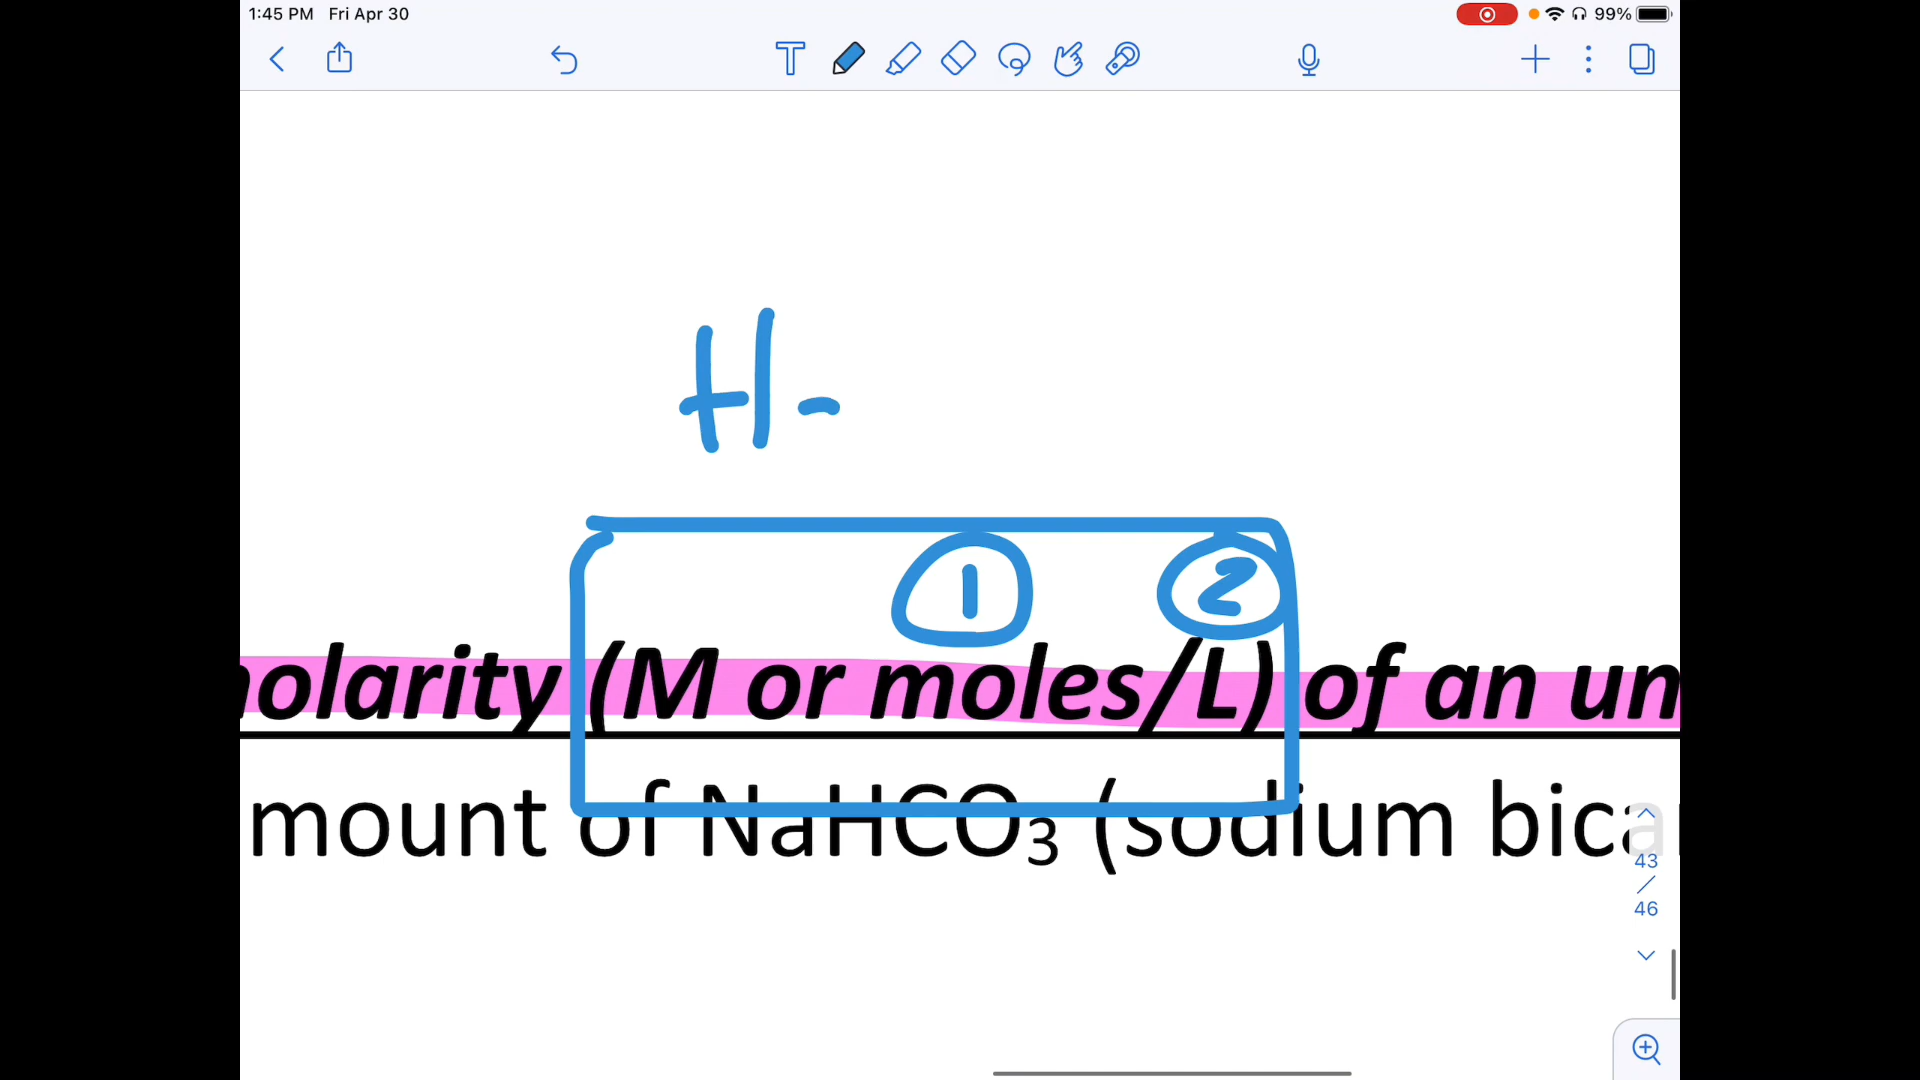 1:45 PM Fri Apr 30
99%
H-
1 2
olarity (M or moles/L) of an un
mount of NaHCO₃ (sodium bica
43
/
46